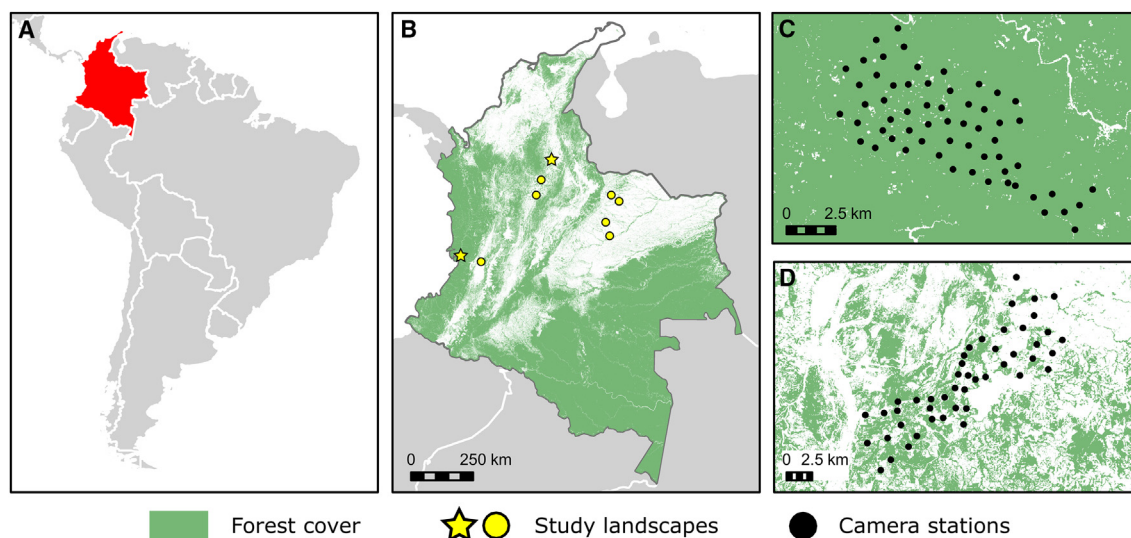 A
B
0 250 km
C
0 2.5 km
D
0 2.5 km
Forest cover
Study landscapes
Camera stations